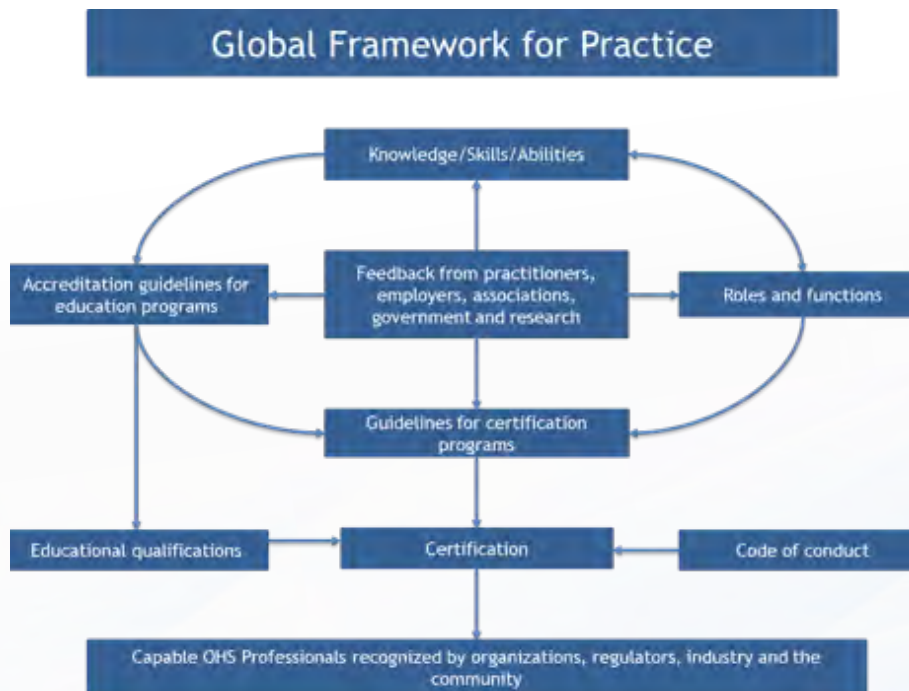 Global Framework for Practice
Knowledge/Skills/Abilities
Accreditation guidelines for
education programs
Feedback from practitioners,
employers, associations,
government and research
Roles and functions
Guidelines for certification
programs
Educational qualifications
Certification
Code of conduct
Capable OHS Professionals recognized by organizations, regulators, industry and the
community